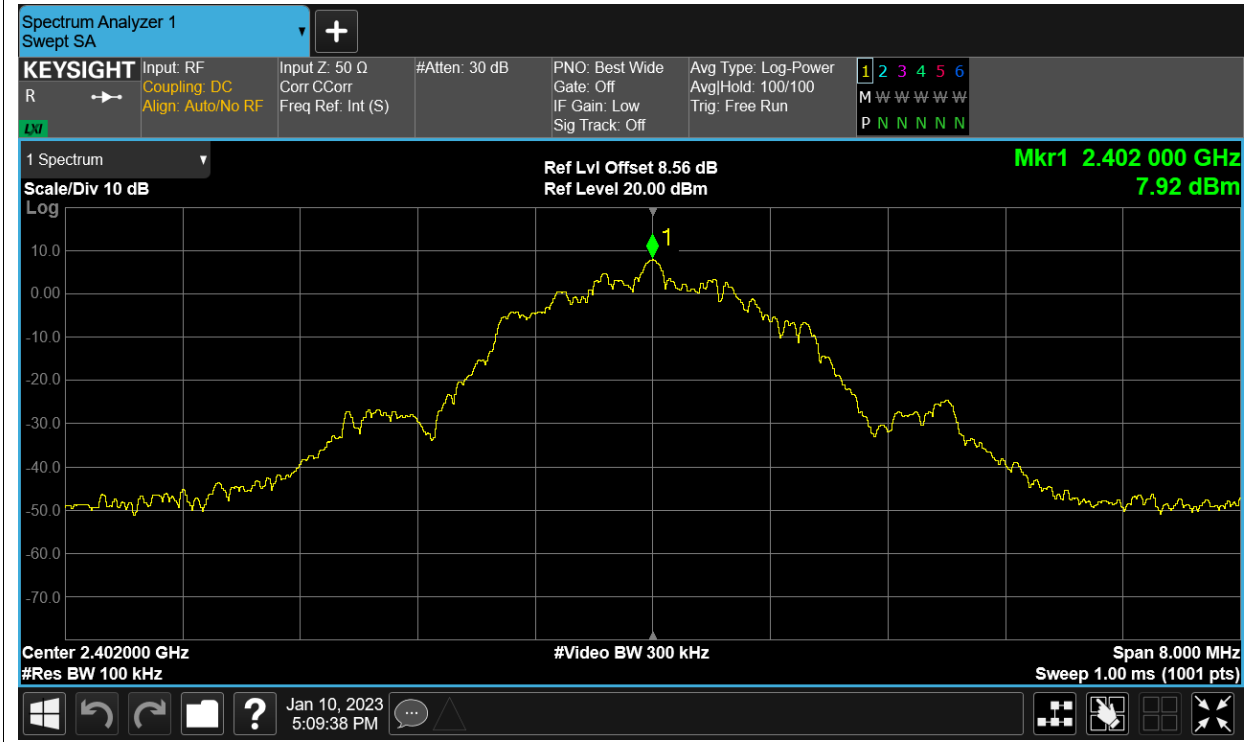 Spectrum Analyzer 1
Swept SA
KEYSIGHT
R
LXI
Input: RF
Coupling: DC
Align: Auto/No RF
Input Z: 50 Ω
Corr CCorr
Freq Ref: Int (S)
#Atten: 30 dB
PNO: Best Wide
Gate: Off
IF Gain: Low
Sig Track: Off
Avg Type: Log-Power
Avg|Hold: 100/100
Trig: Free Run
1 2 3 4 5 6
M W W W W W
P N N N N N
1 Spectrum
Scale/Div 10 dB
Log
Ref Lvl Offset 8.56 dB
Ref Level 20.00 dBm
Mkr1 2.402 000 GHz
7.92 dBm
1
10.0
0.00
-10.0
-20.0
-30.0
-40.0
-50.0
-60.0
-70.0
Center 2.402000 GHz
#Res BW 100 kHz
#Video BW 300 kHz
Span 8.000 MHz
Sweep 1.00 ms (1001 pts)
?
Jan 10, 2023
5:09:38 PM